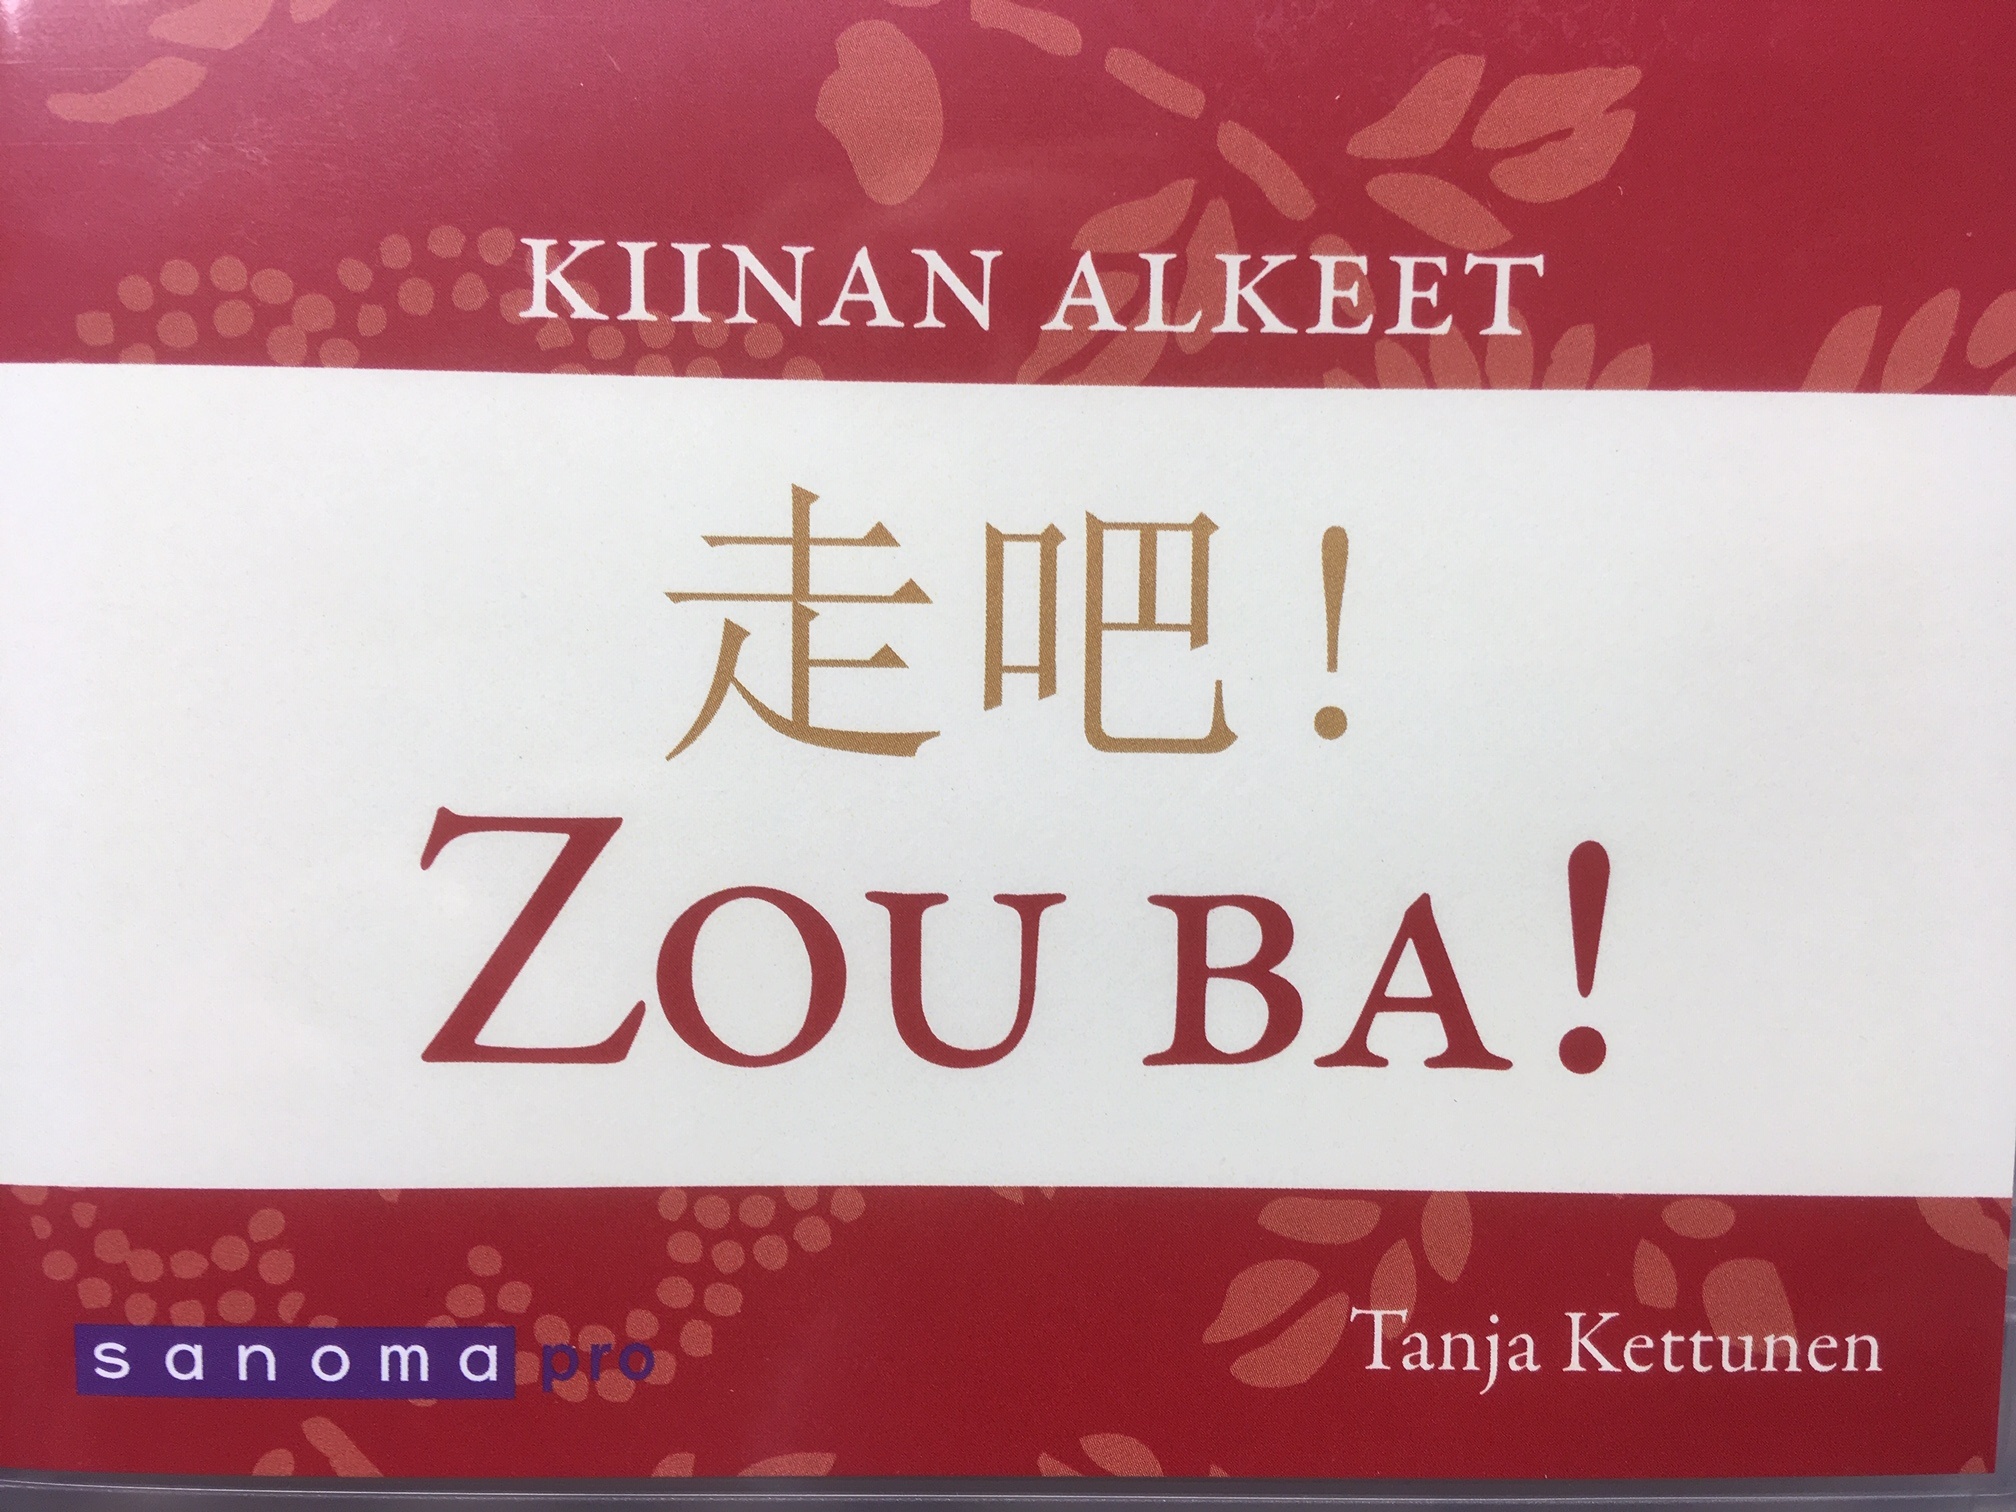 KIINAN ALKEET
走吧！
ZOU BA!
sanoma pro
Tanja Kettunen